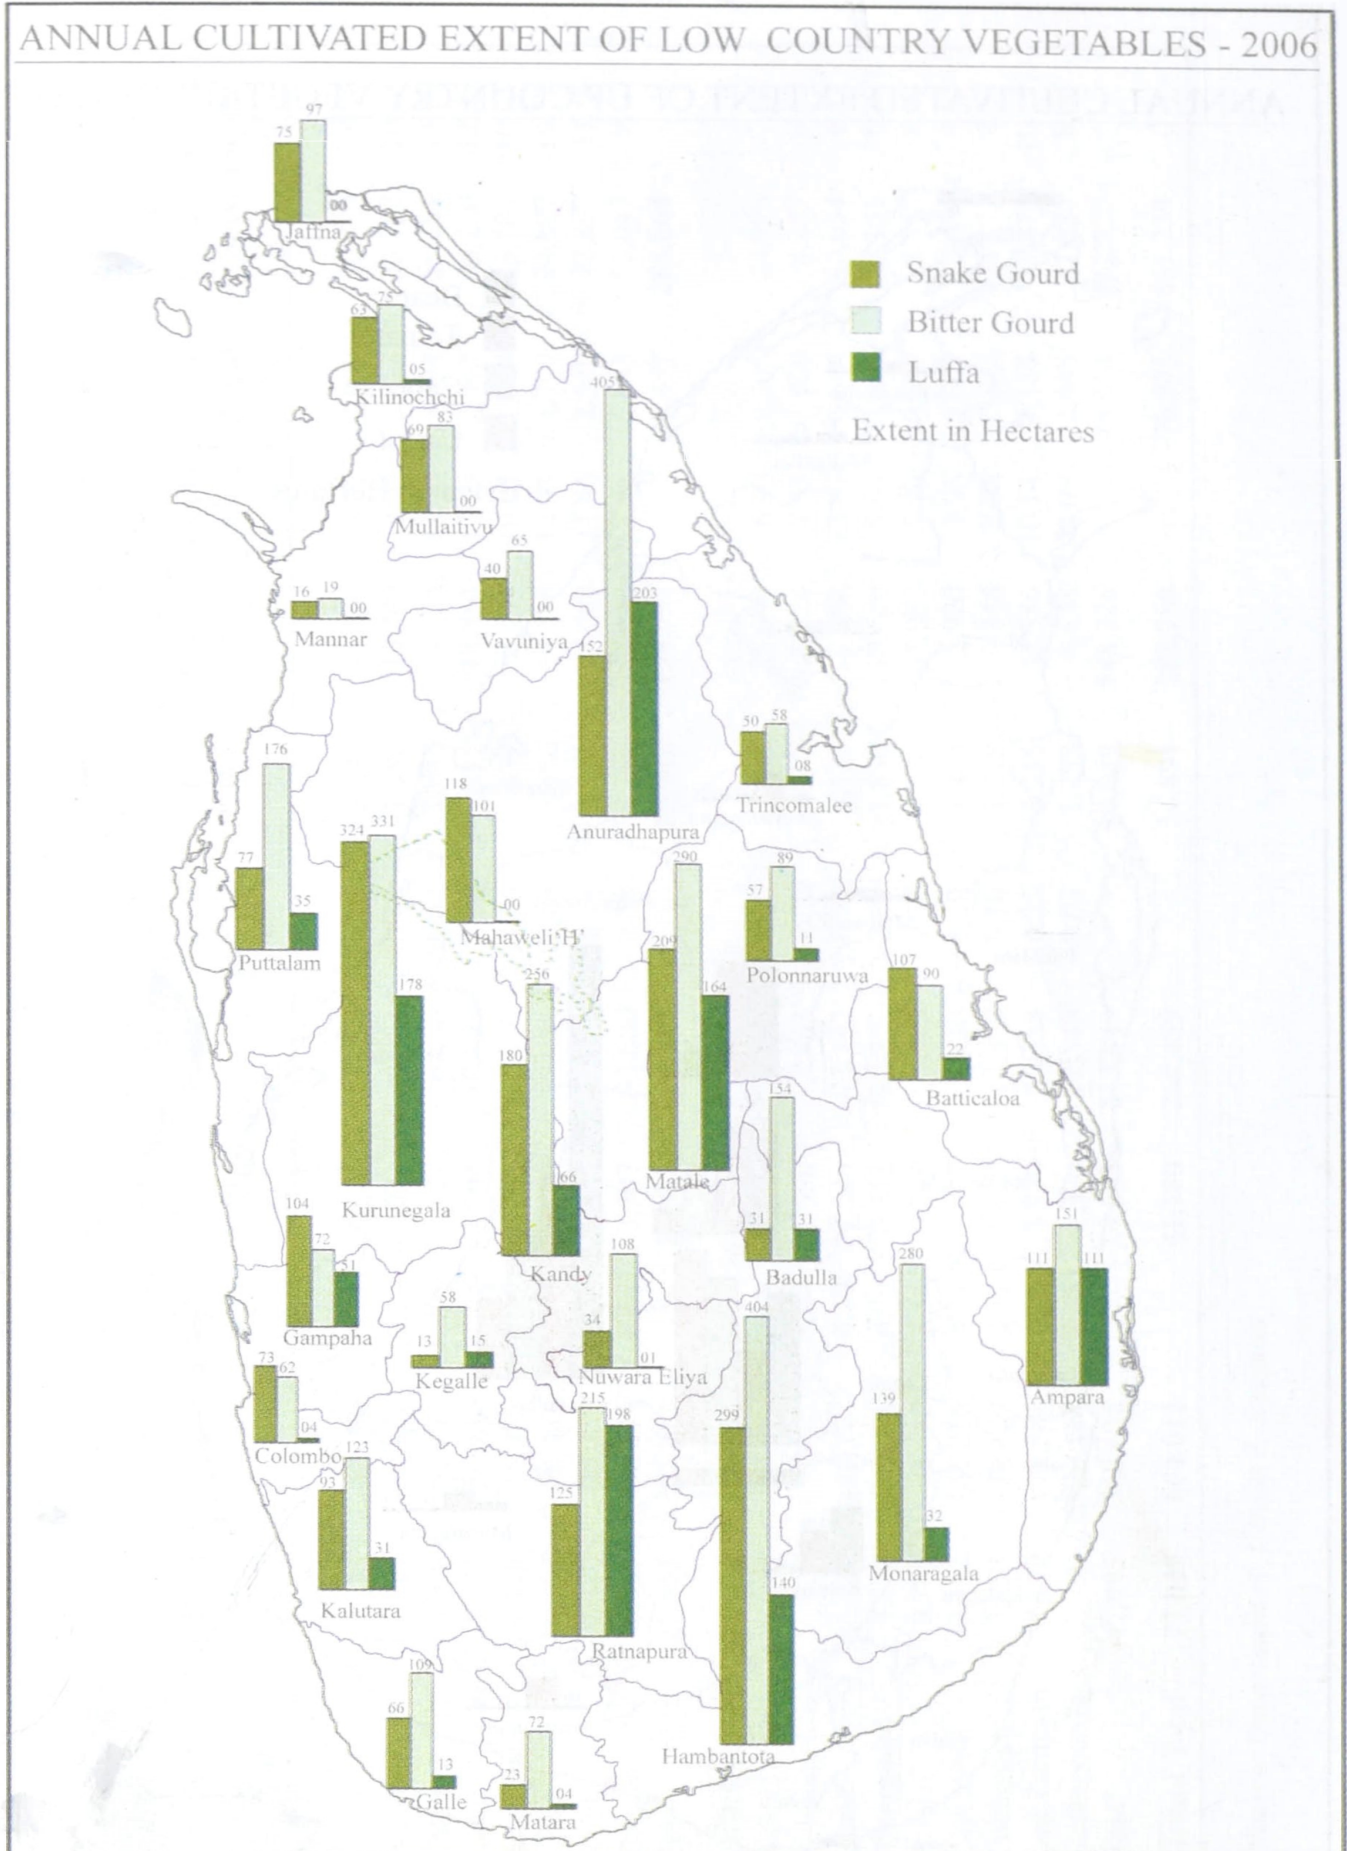 ANNUAL CULTIVATED EXTENT OF LOW COUNTRY VEGETABLES - 2006
97
75
00
Jaffna
Snake Gourd
Bitter Gourd
Luffa
Extent in Hectares
75
63
05
Kilinochchi
83
69
00
Mullaitivu
405
203
152
Anuradhapura
65
40
00
Vavuniya
16 19 00
Mannar
50 58
08
Trincomalee
176
77
35
Puttalam
118
101
00
Mahaweli'H'
324 331
178
Kurunegala
290
209
164
Matale
89
57
11
Polonnaruwa
107
90
22
Batticaloa
256
180
66
Kandy
154
31 31
Badulla
104
72
51
Gampaha
58
13 15
Kegalle
108
34
01
Nuwara Eliya
280
139
32
Monaragala
151
111 111
Ampara
73
62
04
Colombo
404
299
140
Hambantota
215
198
125
Ratnapura
123
93
31
Kalutara
109
66
13
Galle
72
23
04
Matara